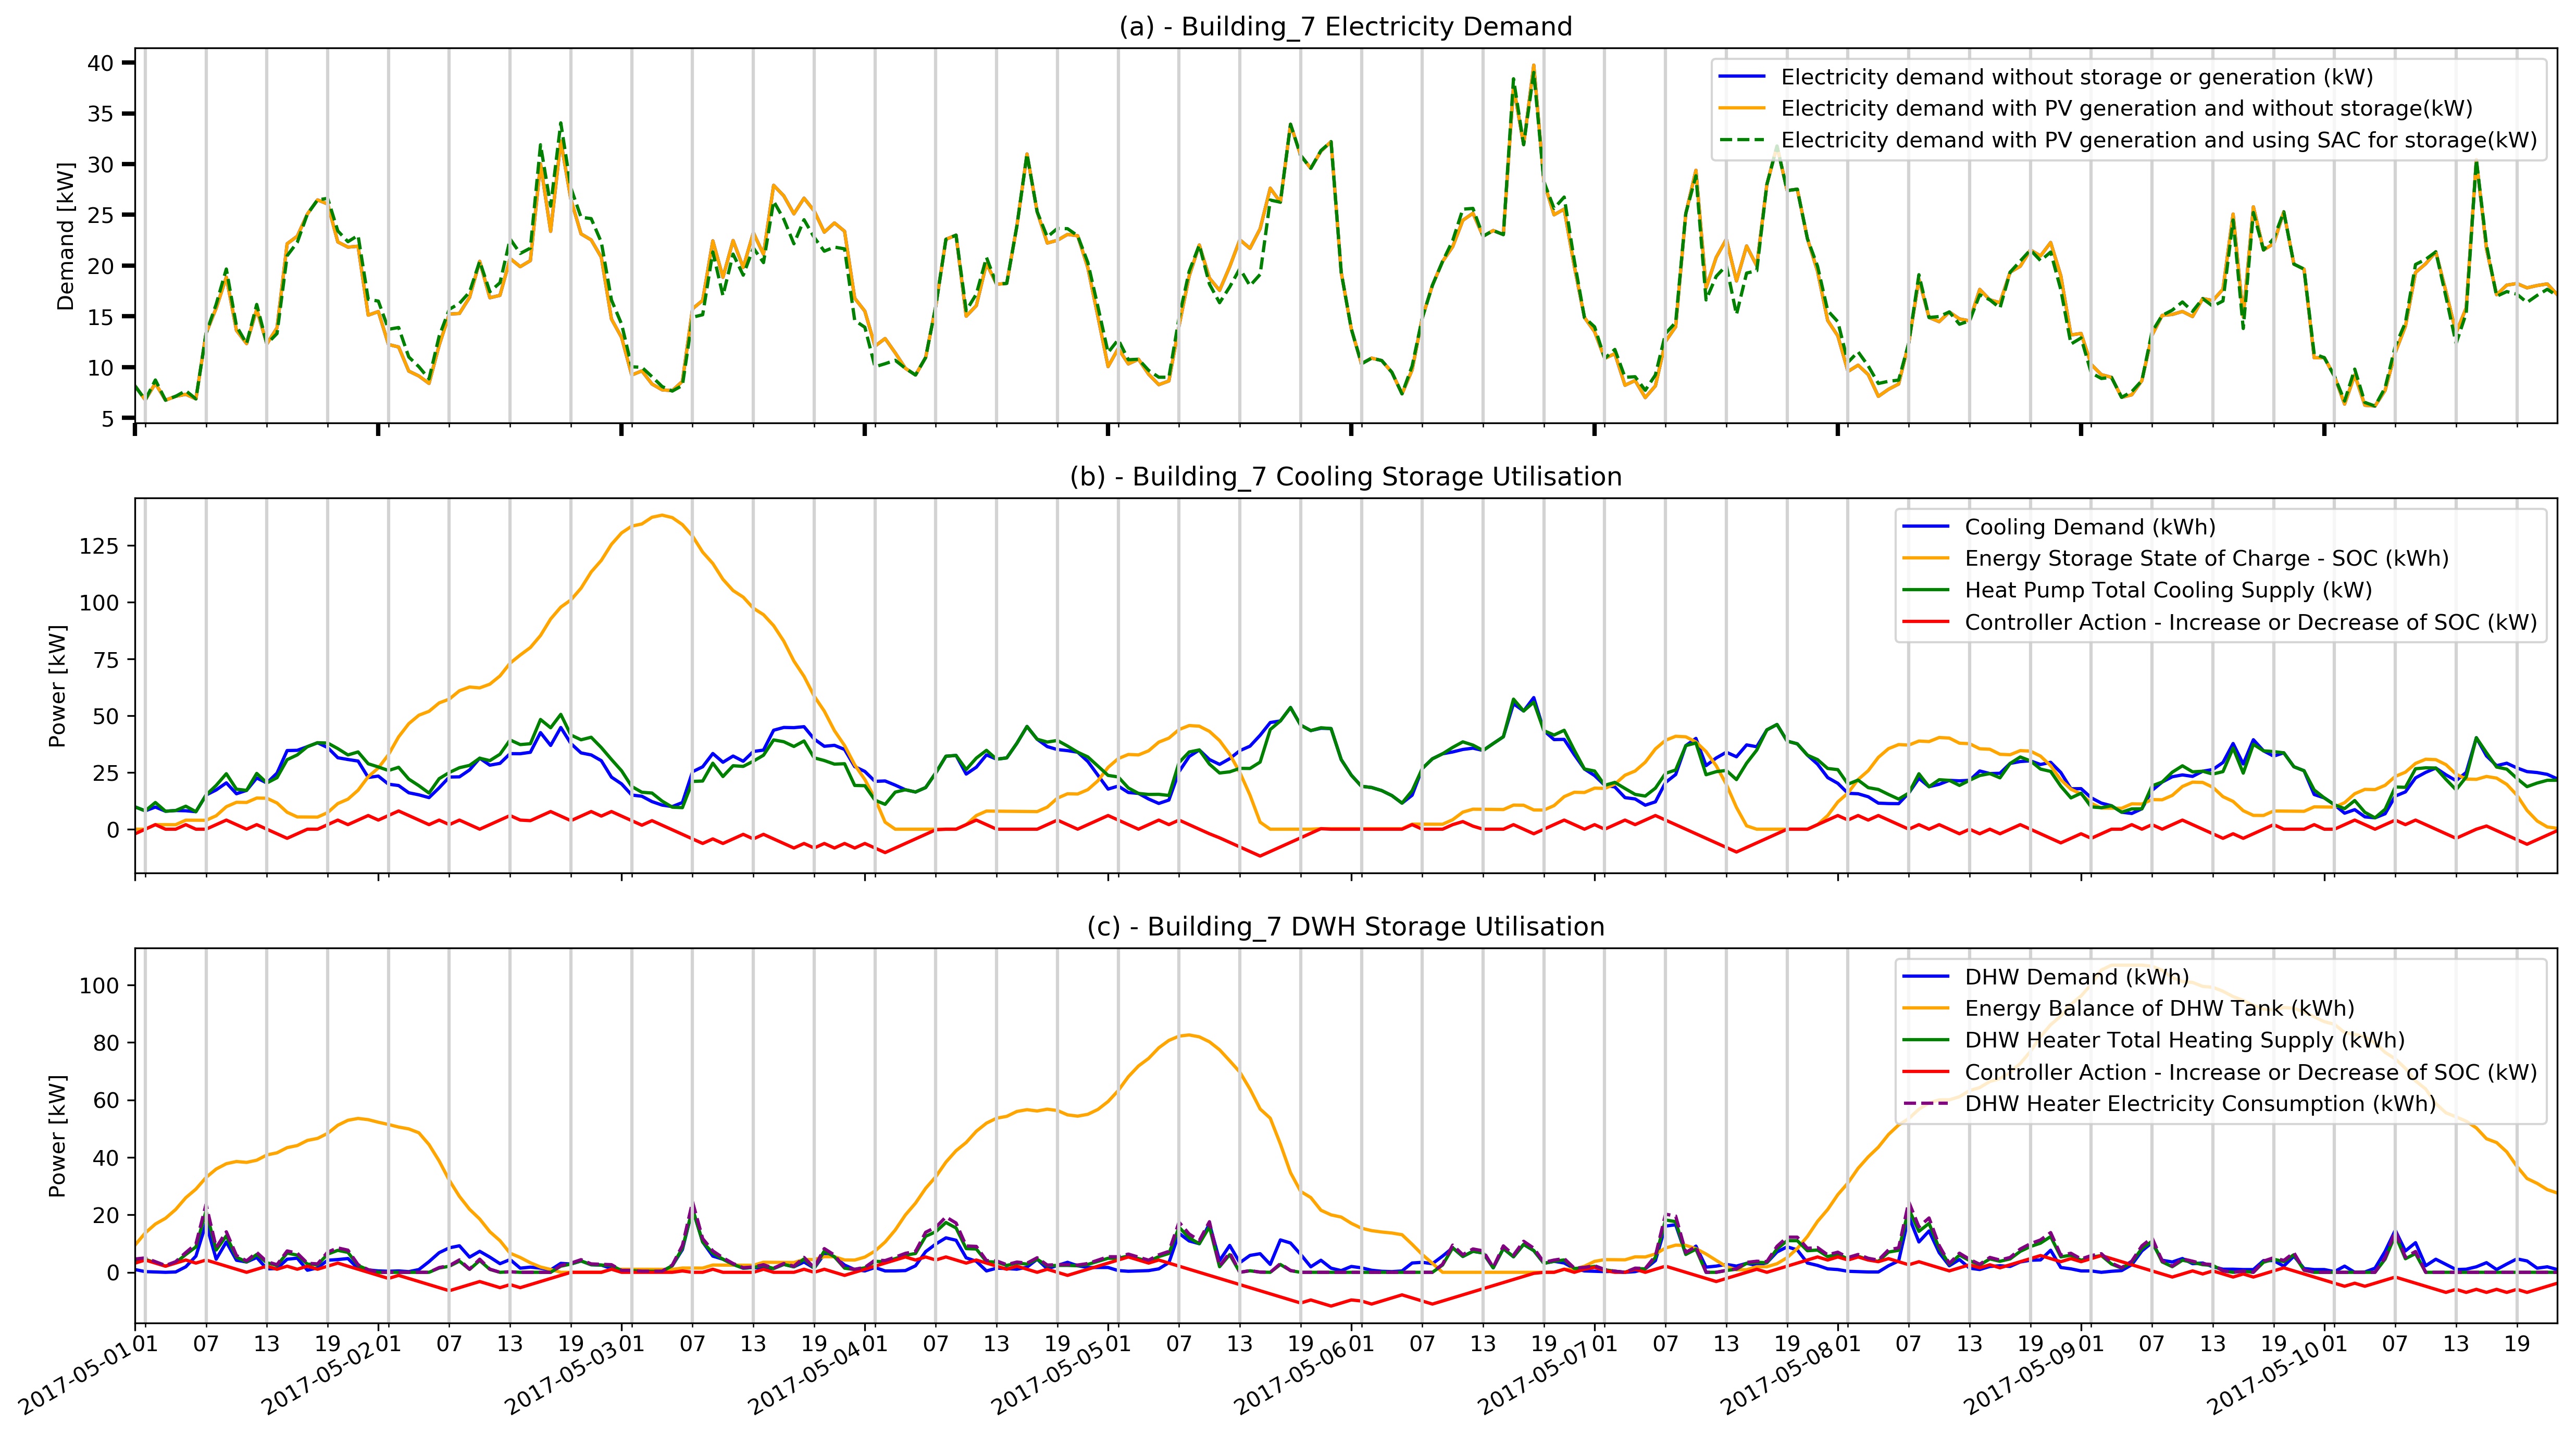 (a) - Building_7 Electricity Demand
40
35
30
25
20
15
10
5
Demand [kW]
Electricity demand without storage or generation (kW)
Electricity demand with PV generation and without storage(kW)
Electricity demand with PV generation and using SAC for storage(kW)
(b) - Building_7 Cooling Storage Utilisation
125
100
75
50
25
0
Power [kW]
Cooling Demand (kWh)
Energy Storage State of Charge - SOC (kWh)
Heat Pump Total Cooling Supply (kW)
Controller Action - Increase or Decrease of SOC (kW)
(c) - Building_7 DWH Storage Utilisation
100
80
60
40
20
0
Power [kW]
DHW Demand (kWh)
Energy Balance of DHW Tank (kWh)
DHW Heater Total Heating Supply (kWh)
Controller Action - Increase or Decrease of SOC (kW)
DHW Heater Electricity Consumption (kWh)
01 07 13 19 01 07 13 19 01 07 13 19 01 07 13 19 01 07 13 19 01 07 13 19 01 07 13 19 01 07 13 19 01 07 13 19 01 07 13 19
2017-05-01 2017-05-02 2017-05-03 2017-05-04 2017-05-05 2017-05-06 2017-05-07 2017-05-08 2017-05-09 2017-05-10